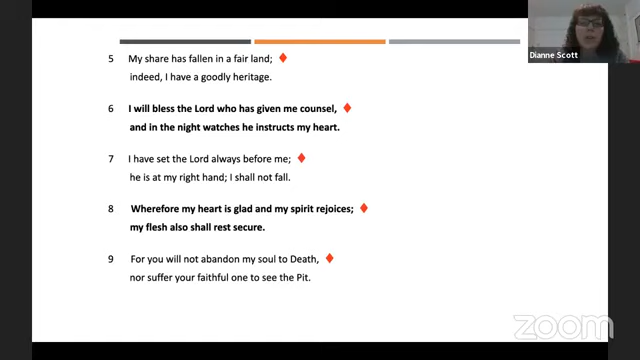 5 My share has fallen in a fair land; ♦
indeed, I have a goodly heritage.
6 I will bless the Lord who has given me counsel, ♦
and in the night watches he instructs my heart.
7 I have set the Lord always before me; ♦
he is at my right hand; I shall not fall.
8 Wherefore my heart is glad and my spirit rejoices; ♦
my flesh also shall rest secure.
9 For you will not abandon my soul to Death, ♦
nor suffer your faithful one to see the Pit.
Dianne Scott
zoom